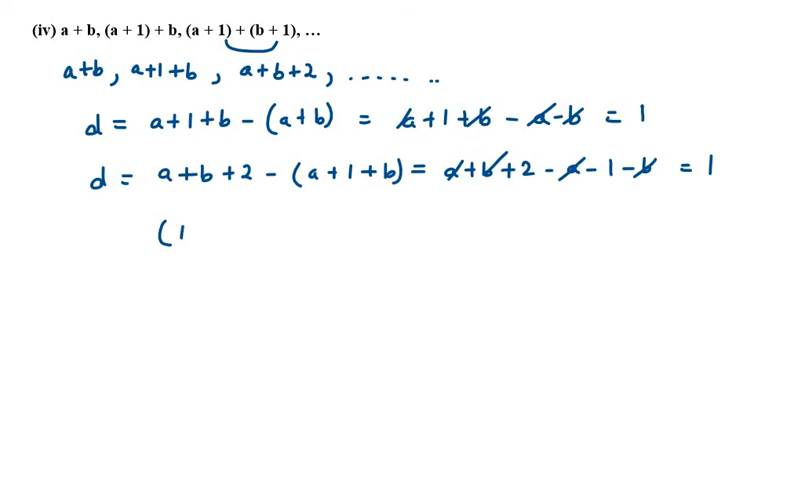 (iv) a + b, (a + 1) + b, (a + 1) + (b + 1), …
a+b, a+1+b, a+b+2, ..... ..
d = a+1+b - (a+b) = a+1+b - a - b = 1
d = a+b+2 - (a+1+b) = a+b+2 - a - 1 - b = 1
(1